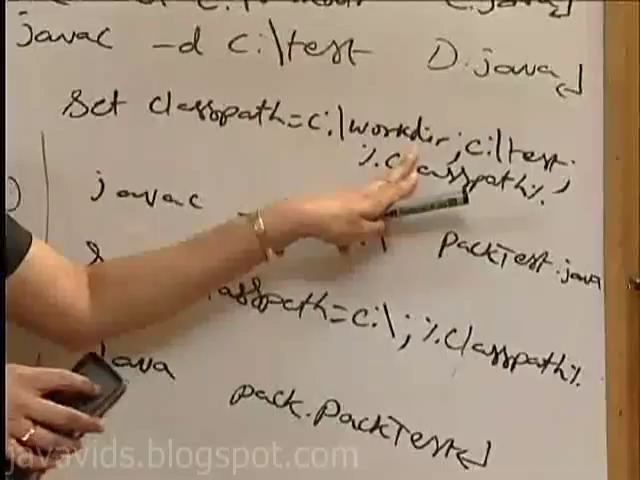 javac -d c:\test D.java↵
Set classpath=c:\workdir;c:\test;
%classpath%
javac PackTest.java
classpath=c:\;%classpath%
java pack.PackTest↵
javavids.blogspot.com